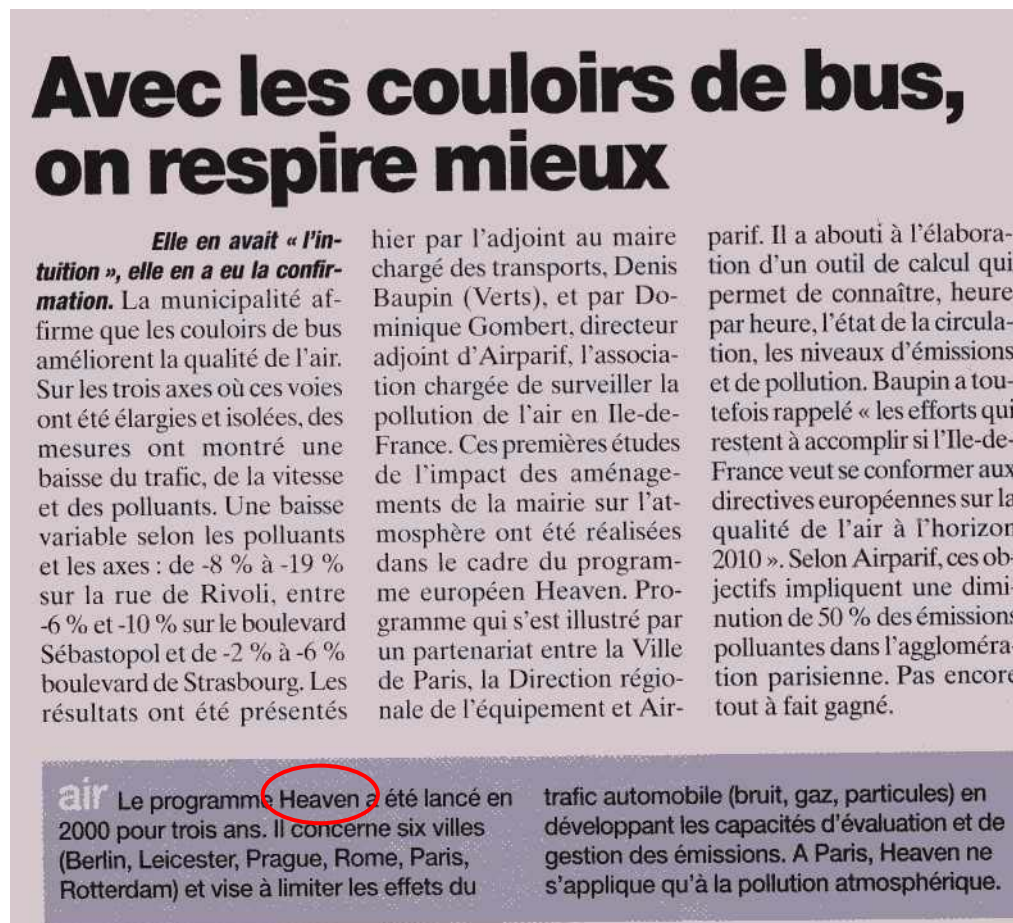 Avec les couloirs de bus,
on respire mieux
Elle en avait « l'in-
tuition », elle en a eu la confir-
mation. La municipalité af-
firme que les couloirs de bus
améliorent la qualité de l'air.
Sur les trois axes où ces voies
ont été élargies et isolées, des
mesures ont montré une
baisse du trafic, de la vitesse
et des polluants. Une baisse
variable selon les polluants
et les axes : de -8 % à -19 %
sur la rue de Rivoli, entre
-6 % et -10 % sur le boulevard
Sébastopol et de -2 % à -6 %
boulevard de Strasbourg. Les
résultats ont été présentés
hier par l'adjoint au maire
chargé des transports, Denis
Baupin (Verts), et par Do-
minique Gombert, directeur
adjoint d'Airparif, l'associa-
tion chargée de surveiller la
pollution de l'air en Ile-de-
France. Ces premières études
de l'impact des aménage-
ments de la mairie sur l'at-
mosphère ont été réalisées
dans le cadre du program-
me européen Heaven. Pro-
gramme qui s'est illustré par
un partenariat entre la Ville
de Paris, la Direction régio-
nale de l'équipement et Air-
parif. Il a abouti à l'élabora-
tion d'un outil de calcul qui
permet de connaître, heure
par heure, l'état de la circula-
tion, les niveaux d'émissions
et de pollution. Baupin a tou-
tefois rappelé « les efforts qui
restent à accomplir si l'Ile-de-
France veut se conformer aux
directives européennes sur la
qualité de l'air à l'horizon
2010 ». Selon Airparif, ces ob-
jectifs impliquent une dimi-
nution de 50 % des émissions
polluantes dans l'aggloméra-
tion parisienne. Pas encore
tout à fait gagné.
air Le programme Heaven a été lancé en
2000 pour trois ans. Il concerne six villes
(Berlin, Leicester, Prague, Rome, Paris,
Rotterdam) et vise à limiter les effets du
trafic automobile (bruit, gaz, particules) en
développant les capacités d'évaluation et de
gestion des émissions. A Paris, Heaven ne
s'applique qu'à la pollution atmosphérique.